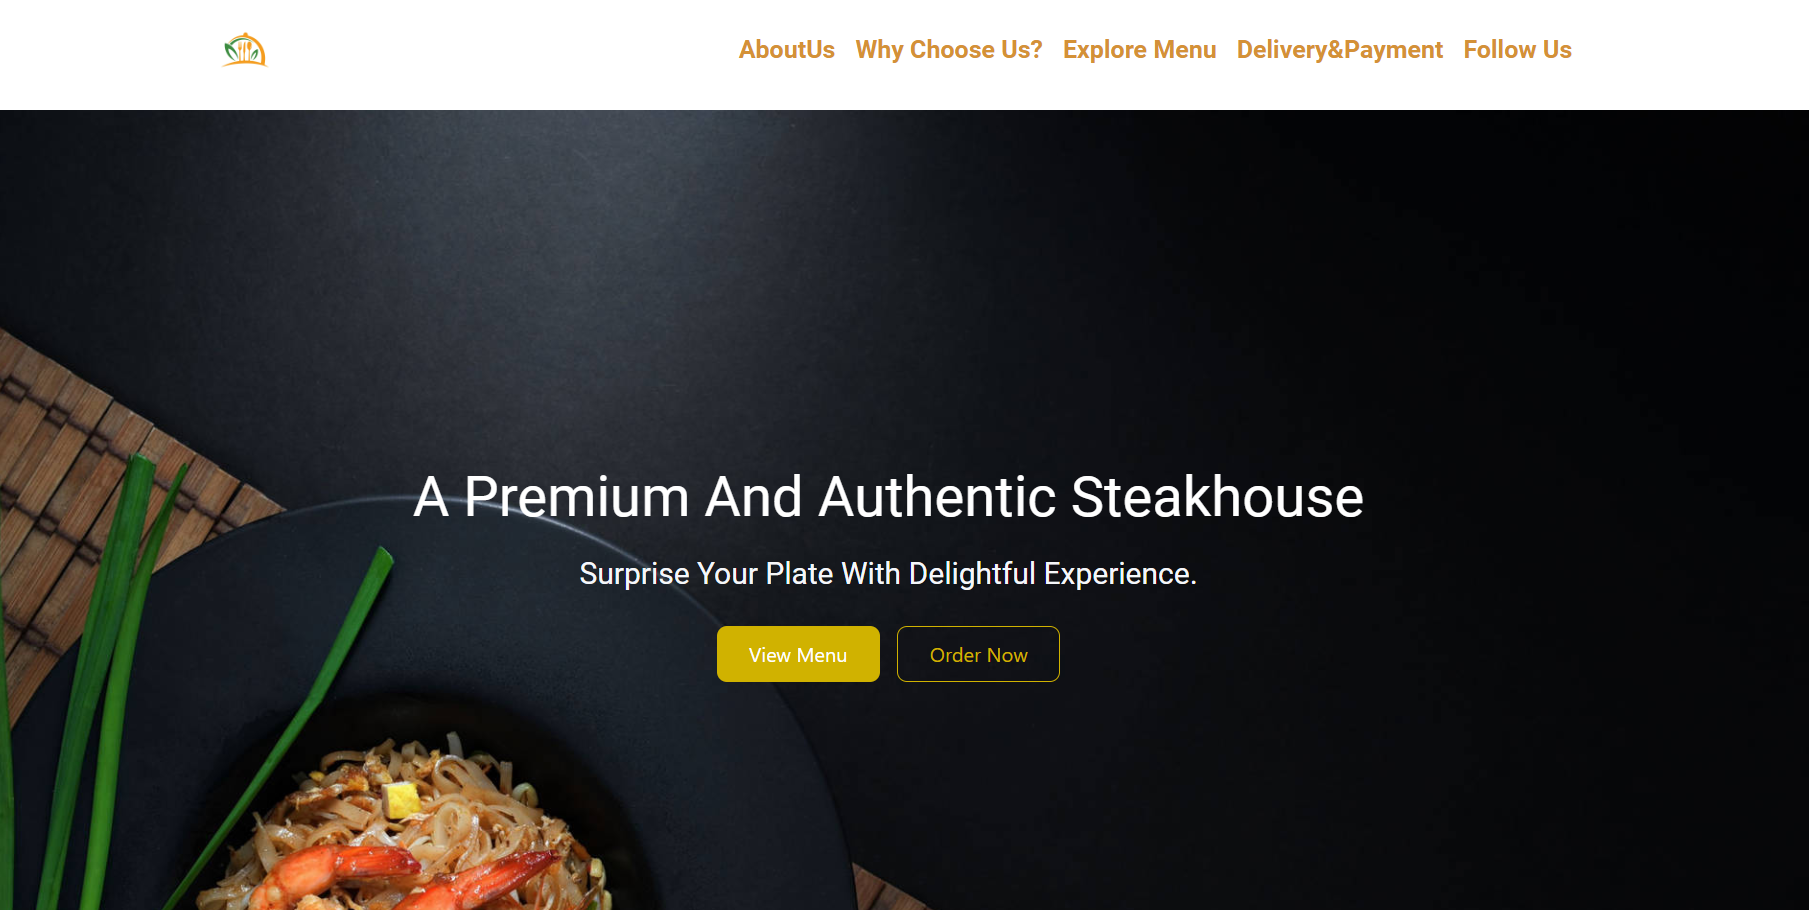 AboutUs Why Choose Us? Explore Menu Delivery&Payment Follow Us
A Premium And Authentic Steakhouse
Surprise Your Plate With Delightful Experience.
View Menu Order Now